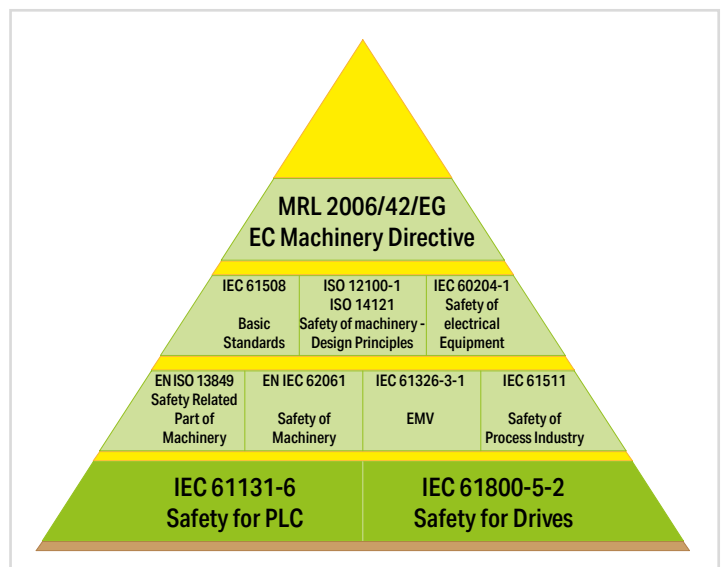 MRL 2006/42/EG
EC Machinery Directive
IEC 61508
Basic
Standards
ISO 12100-1
ISO 14121
Safety of machinery -
Design Principles
IEC 60204-1
Safety of
electrical
Equipment
EN ISO 13849
Safety Related
Part of
Machinery
EN IEC 62061
Safety of
Machinery
IEC 61326-3-1
EMV
IEC 61511
Safety of
Process Industry
IEC 61131-6
Safety for PLC
IEC 61800-5-2
Safety for Drives